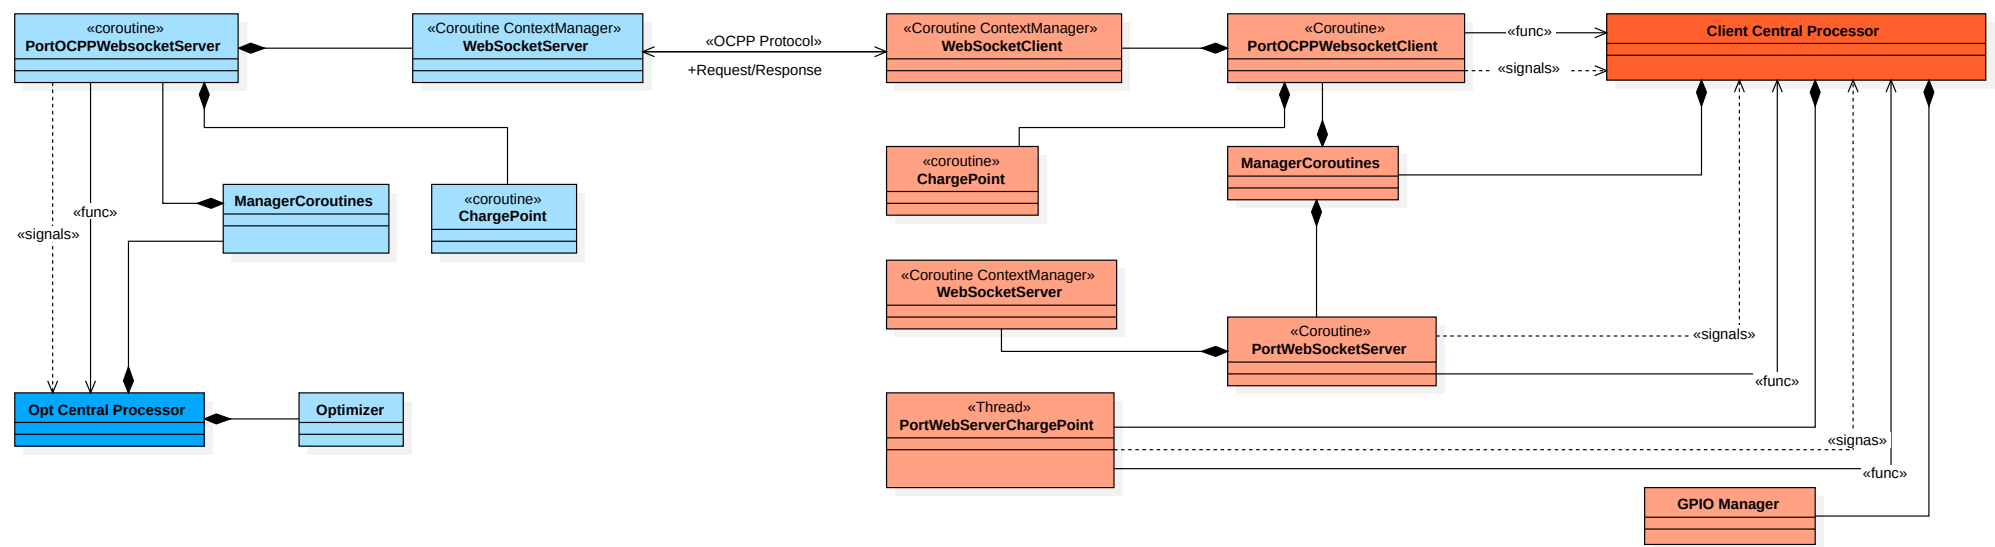 «coroutine»
PortOCPPWebsocketServer
«Coroutine ContextManager»
WebSocketServer
«OCPP Protocol»
+Request/Response
«Coroutine ContextManager»
WebSocketClient
«Coroutine»
PortOCPPWebsocketClient
«func»
«signals»
Client Central Processor
«coroutine»
ChargePoint
ManagerCoroutines
ManagerCoroutines
«coroutine»
ChargePoint
«func»
«signals»
«Coroutine ContextManager»
WebSocketServer
«Coroutine»
PortWebSocketServer
«signals»
«func»
Opt Central Processor
Optimizer
«Thread»
PortWebServerChargePoint
«signas»
«func»
GPIO Manager